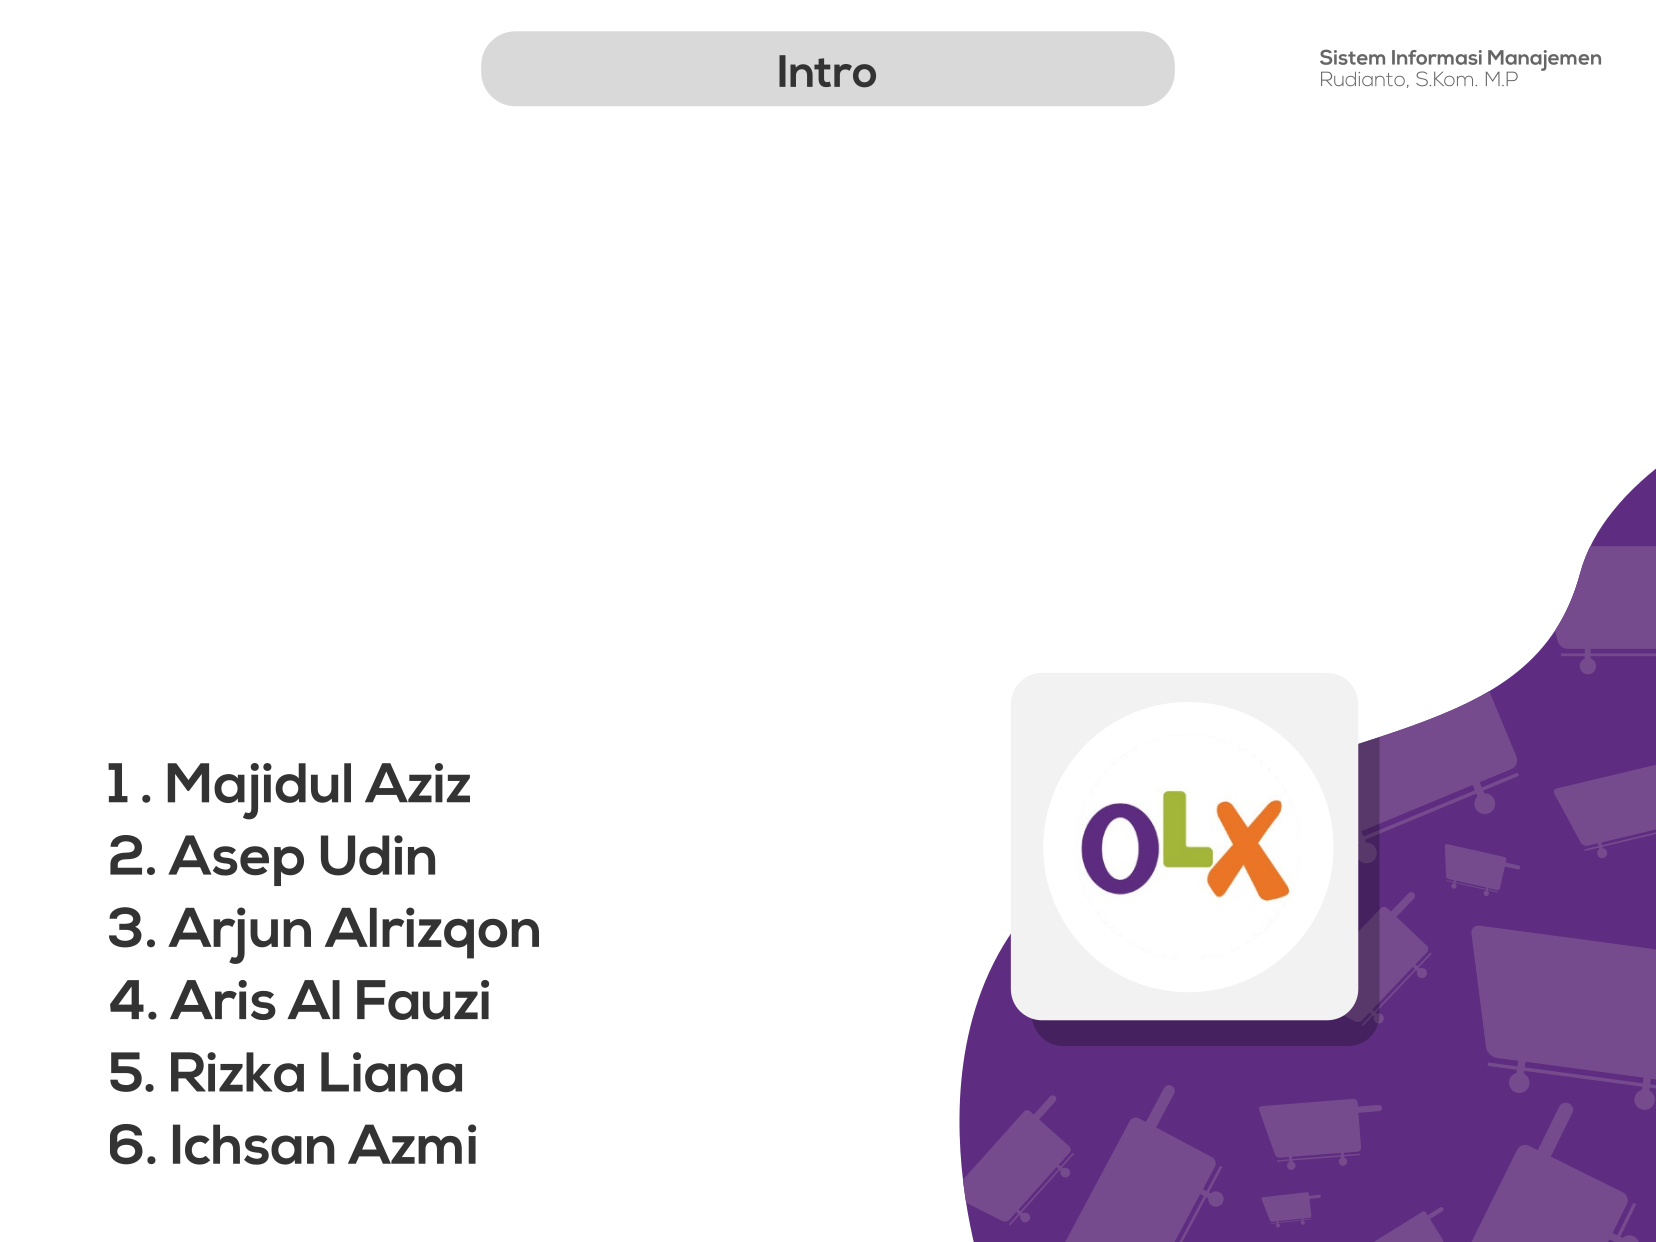 Intro
Sistem Informasi Manajemen
Rudianto, S.Kom. M.P
1 . Majidul Aziz
2. Asep Udin
3. Arjun Alrizqon
4. Aris Al Fauzi
5. Rizka Liana
6. Ichsan Azmi
OLX